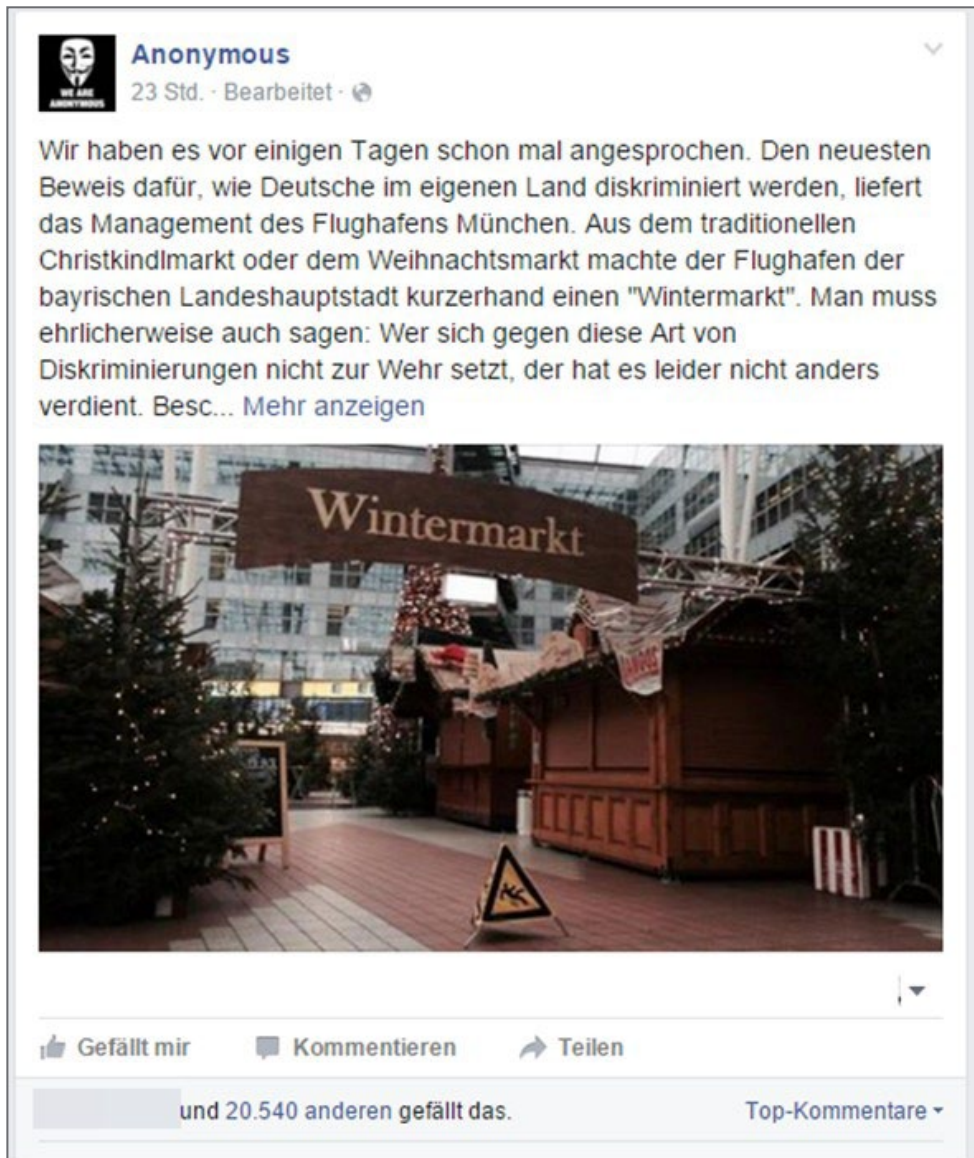 WE ARE
ANONYMOUS
Anonymous
23 Std. · Bearbeitet ·
Wir haben es vor einigen Tagen schon mal angesprochen. Den neuesten
Beweis dafür, wie Deutsche im eigenen Land diskriminiert werden, liefert
das Management des Flughafens München. Aus dem traditionellen
Christkindlmarkt oder dem Weihnachtsmarkt machte der Flughafen der
bayrischen Landeshauptstadt kurzerhand einen "Wintermarkt". Man muss
ehrlicherweise auch sagen: Wer sich gegen diese Art von
Diskriminierungen nicht zur Wehr setzt, der hat es leider nicht anders
verdient. Besc... Mehr anzeigen
Wintermarkt
Gefällt mir Kommentieren Teilen
und 20.540 anderen gefällt das. Top-Kommentare